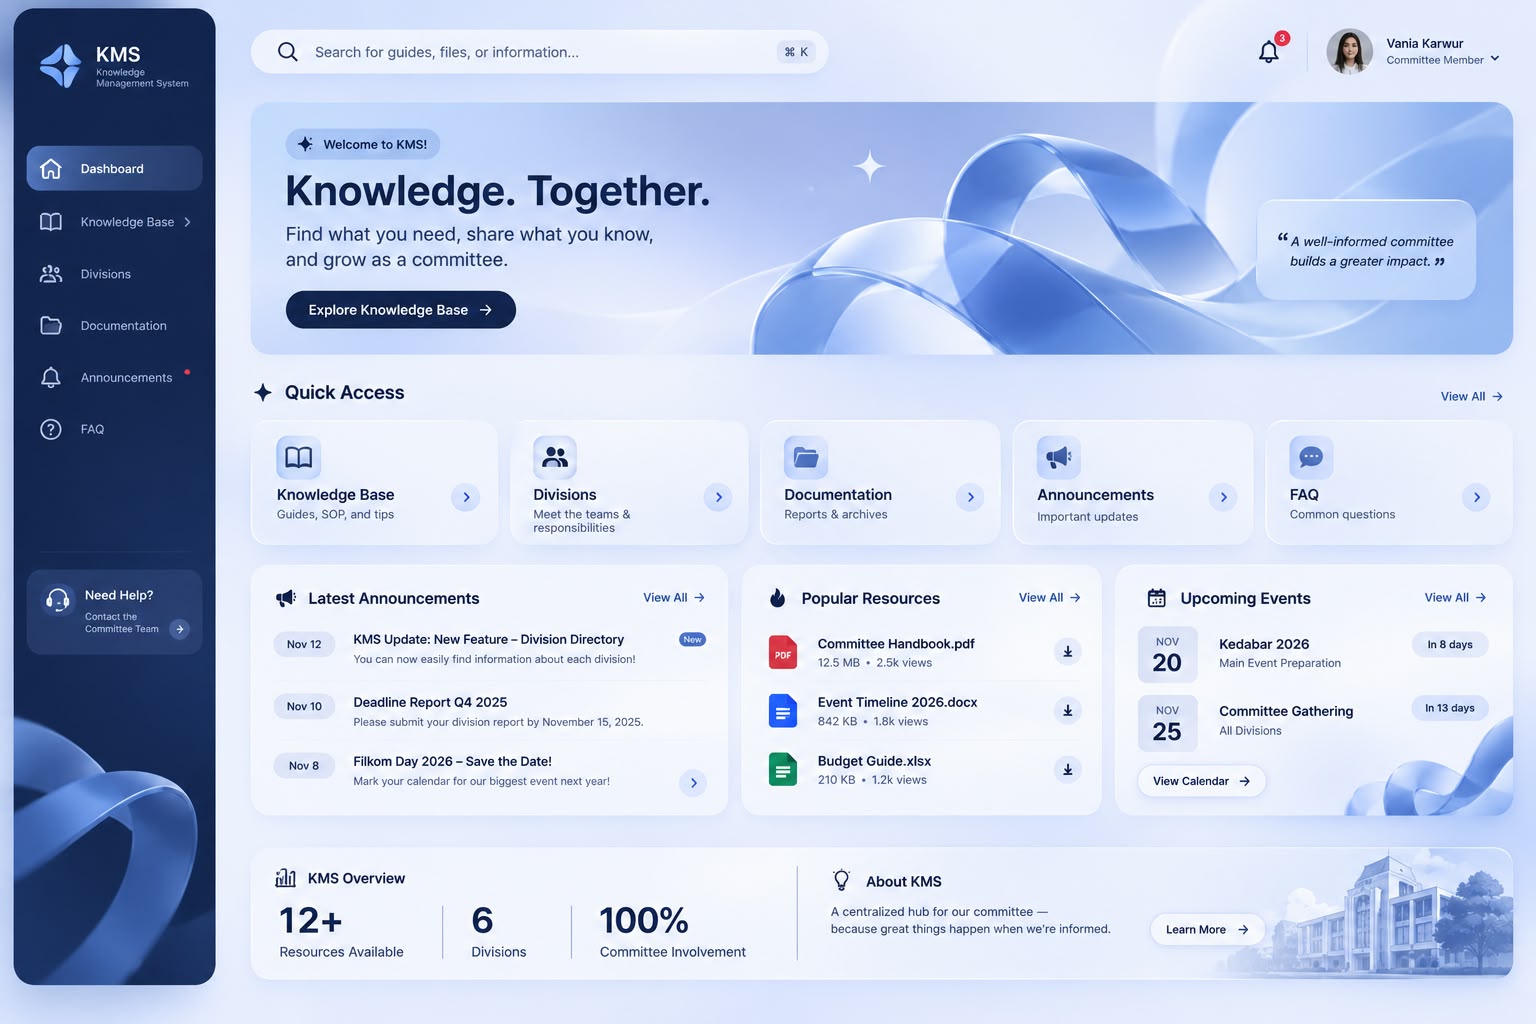 KMS
Knowledge
Management System
Dashboard
Knowledge Base
Divisions
Documentation
Announcements
FAQ
Need Help?
Contact the
Committee Team
Search for guides, files, or information...
⌘ K
3
Vania Karwur
Committee Member
Welcome to KMS!
Knowledge. Together.
Find what you need, share what you know,
and grow as a committee.
Explore Knowledge Base
“ A well-informed committee
builds a greater impact. ”
Quick Access
View All
Knowledge Base
Guides, SOP, and tips
Divisions
Meet the teams &
responsibilities
Documentation
Reports & archives
Announcements
Important updates
FAQ
Common questions
Latest Announcements
View All
Nov 12
KMS Update: New Feature – Division Directory
New
You can now easily find information about each division!
Nov 10
Deadline Report Q4 2025
Please submit your division report by November 15, 2025.
Nov 8
Filkom Day 2026 – Save the Date!
Mark your calendar for our biggest event next year!
Popular Resources
View All
PDF
Committee Handbook.pdf
12.5 MB • 2.5k views
Event Timeline 2026.docx
842 KB • 1.8k views
Budget Guide.xlsx
210 KB • 1.2k views
Upcoming Events
View All
NOV
20
Kedabar 2026
Main Event Preparation
In 8 days
NOV
25
Committee Gathering
All Divisions
In 13 days
View Calendar
KMS Overview
12+
Resources Available
6
Divisions
100%
Committee Involvement
About KMS
A centralized hub for our committee —
because great things happen when we're informed.
Learn More